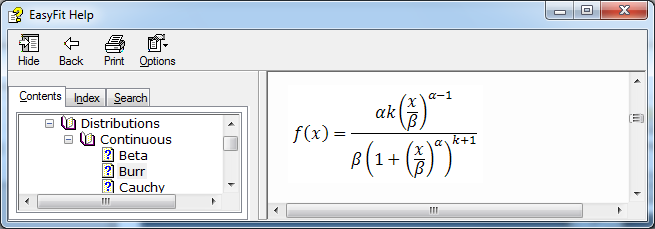 EasyFit Help
Hide Back Print Options
Contents Index Search
Distributions
Continuous
Beta
Burr
Cauchy
f(x) = αk(x/β)^(α−1) / β(1 + (x/β)^α)^(k+1)